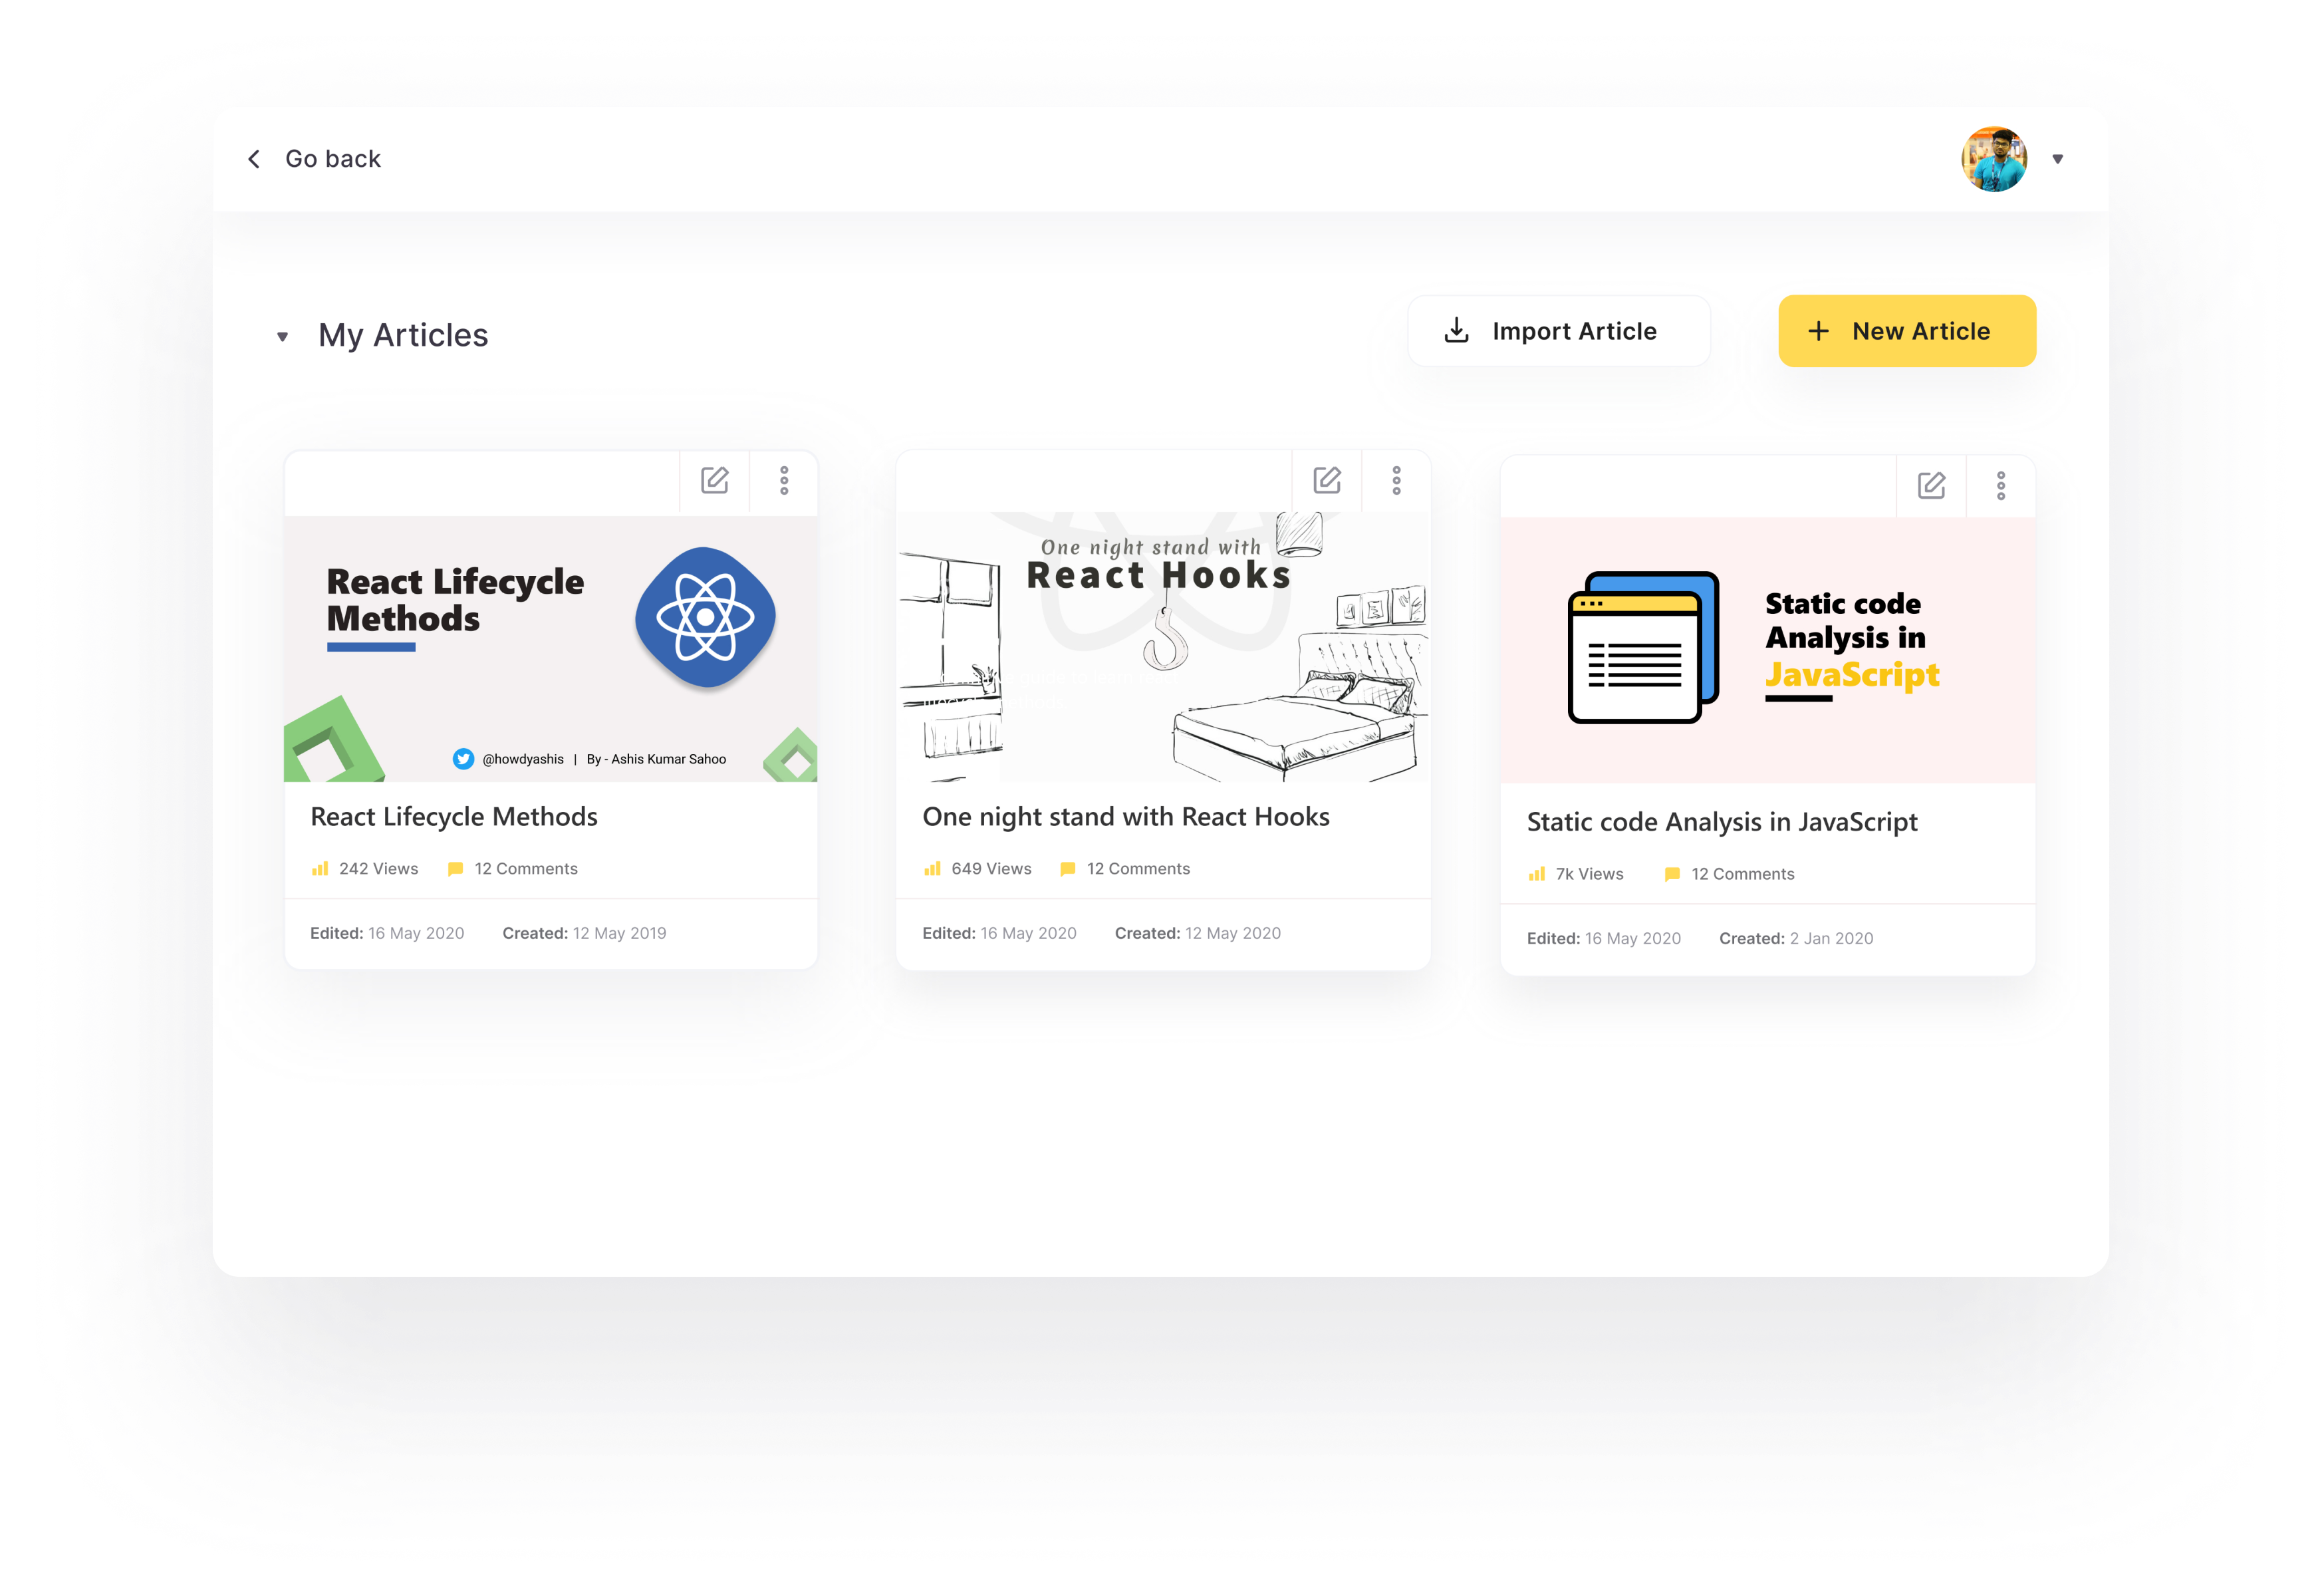 Go back
My Articles
Import Article
New Article
React Lifecycle
Methods
@howdyashis | By - Ashis Kumar Sahoo
React Lifecycle Methods
242 Views 12 Comments
Edited: 16 May 2020 Created: 12 May 2019
One night stand with
React Hooks
One night stand with React Hooks
649 Views 12 Comments
Edited: 16 May 2020 Created: 12 May 2020
Static code
Analysis in
JavaScript
Static code Analysis in JavaScript
7k Views 12 Comments
Edited: 16 May 2020 Created: 2 Jan 2020